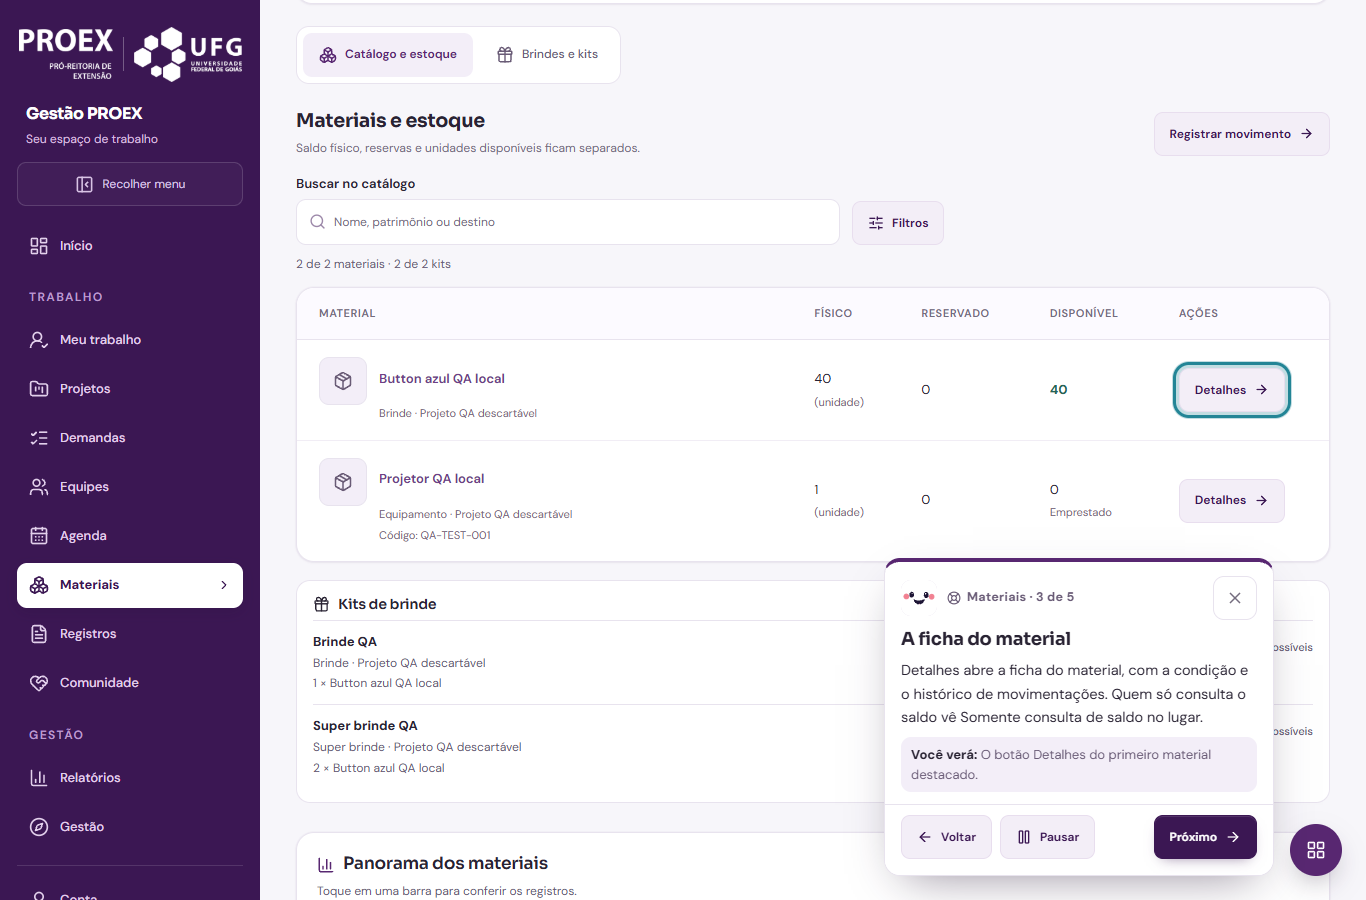 PROEX
PRÓ-REITORIA DE
EXTENSÃO
UFG
UNIVERSIDADE
FEDERAL DE GOIÁS
Gestão PROEX
Seu espaço de trabalho
Recolher menu
Início
TRABALHO
Meu trabalho
Projetos
Demandas
Equipes
Agenda
Materiais
Registros
Comunidade
GESTÃO
Relatórios
Gestão
Conta
Catálogo e estoque
Brindes e kits
Materiais e estoque
Saldo físico, reservas e unidades disponíveis ficam separados.
Registrar movimento
Buscar no catálogo
Nome, patrimônio ou destino
Filtros
2 de 2 materiais · 2 de 2 kits
MATERIAL FÍSICO RESERVADO DISPONÍVEL AÇÕES
Button azul QA local
Brinde · Projeto QA descartável
40
(unidade)
0
40
Detalhes
Projetor QA local
Equipamento · Projeto QA descartável
Código: QA-TEST-001
1
(unidade)
0
0
Emprestado
Detalhes
Kits de brinde
Brinde QA
Brinde · Projeto QA descartável
1 × Button azul QA local
ossíveis
Super brinde QA
Super brinde · Projeto QA descartável
2 × Button azul QA local
ossíveis
Panorama dos materiais
Toque em uma barra para conferir os registros.
Materiais · 3 de 5
A ficha do material
Detalhes abre a ficha do material, com a condição e
o histórico de movimentações. Quem só consulta o
saldo vê Somente consulta de saldo no lugar.
Você verá: O botão Detalhes do primeiro material
destacado.
Voltar
Pausar
Próximo